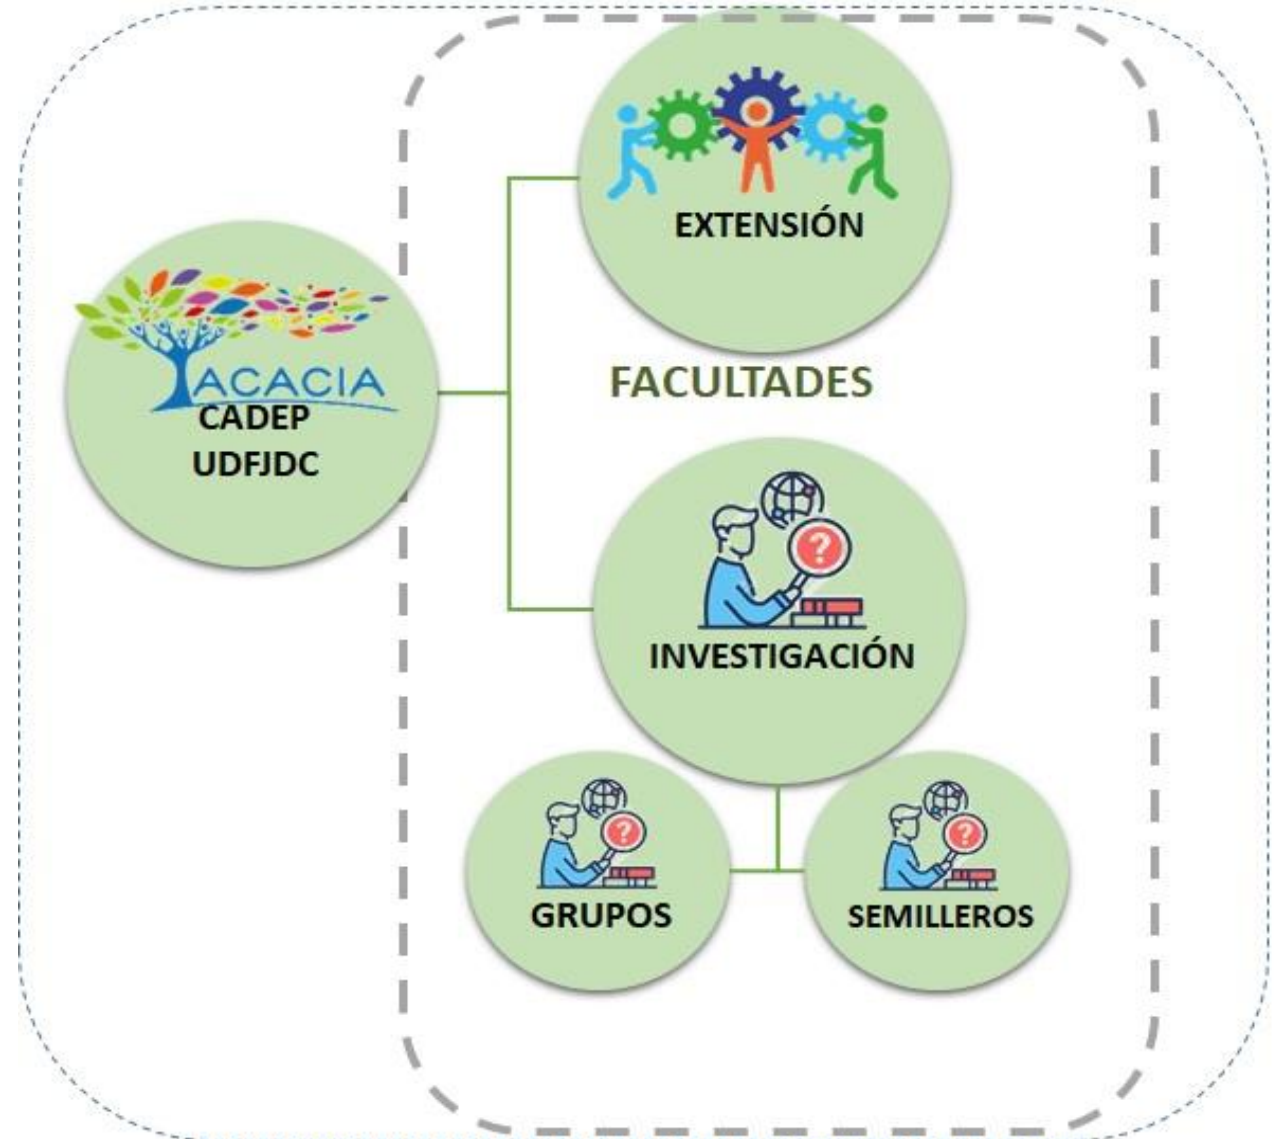 EXTENSIÓN
ACACIA
CADEP
UDFJDC
FACULTADES
?
INVESTIGACIÓN
?
GRUPOS
?
SEMILLEROS